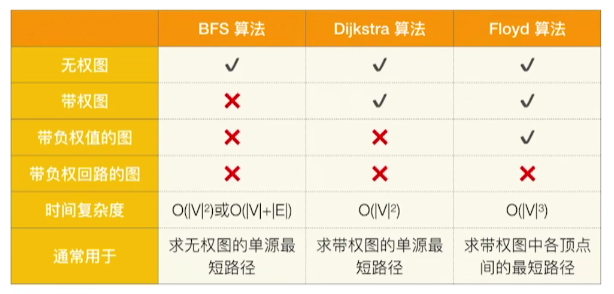 BFS 算法 Dijkstra 算法 Floyd 算法
无权图 ✓ ✓ ✓
带权图 ❌ ✓ ✓
带负权值的图 ❌ ❌ ✓
带负权回路的图 ❌ ❌ ❌
时间复杂度 O(|V|²)或O(|V|+|E|) O(|V|²) O(|V|³)
通常用于 求无权图的单源最短路径 求带权图的单源最短路径 求带权图中各顶点间的最短路径